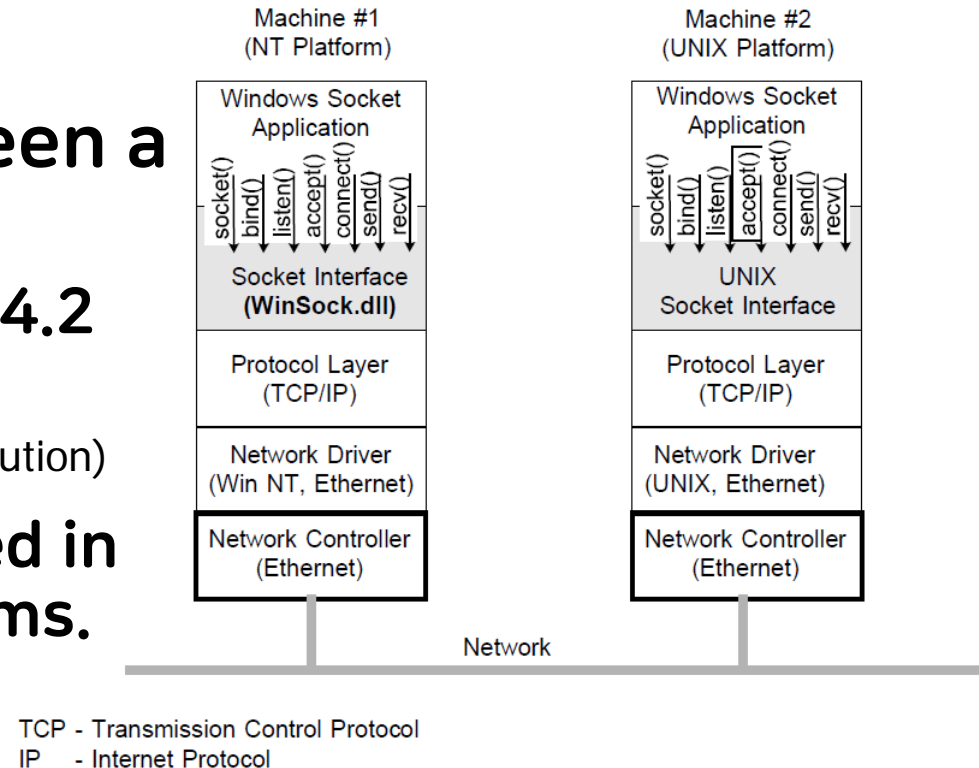 Machine #1
(NT Platform)
Machine #2
(UNIX Platform)
een a
4.2
ution)
ed in
ms.
Windows Socket
Application
socket()
bind()
listen()
accept()
connect()
send()
recv()
Socket Interface
(WinSock.dll)
Protocol Layer
(TCP/IP)
Network Driver
(Win NT, Ethernet)
Network Controller
(Ethernet)
Windows Socket
Application
socket()
bind()
listen()
accept()
connect()
send()
recv()
UNIX
Socket Interface
Protocol Layer
(TCP/IP)
Network Driver
(UNIX, Ethernet)
Network Controller
(Ethernet)
Network
TCP - Transmission Control Protocol
IP - Internet Protocol